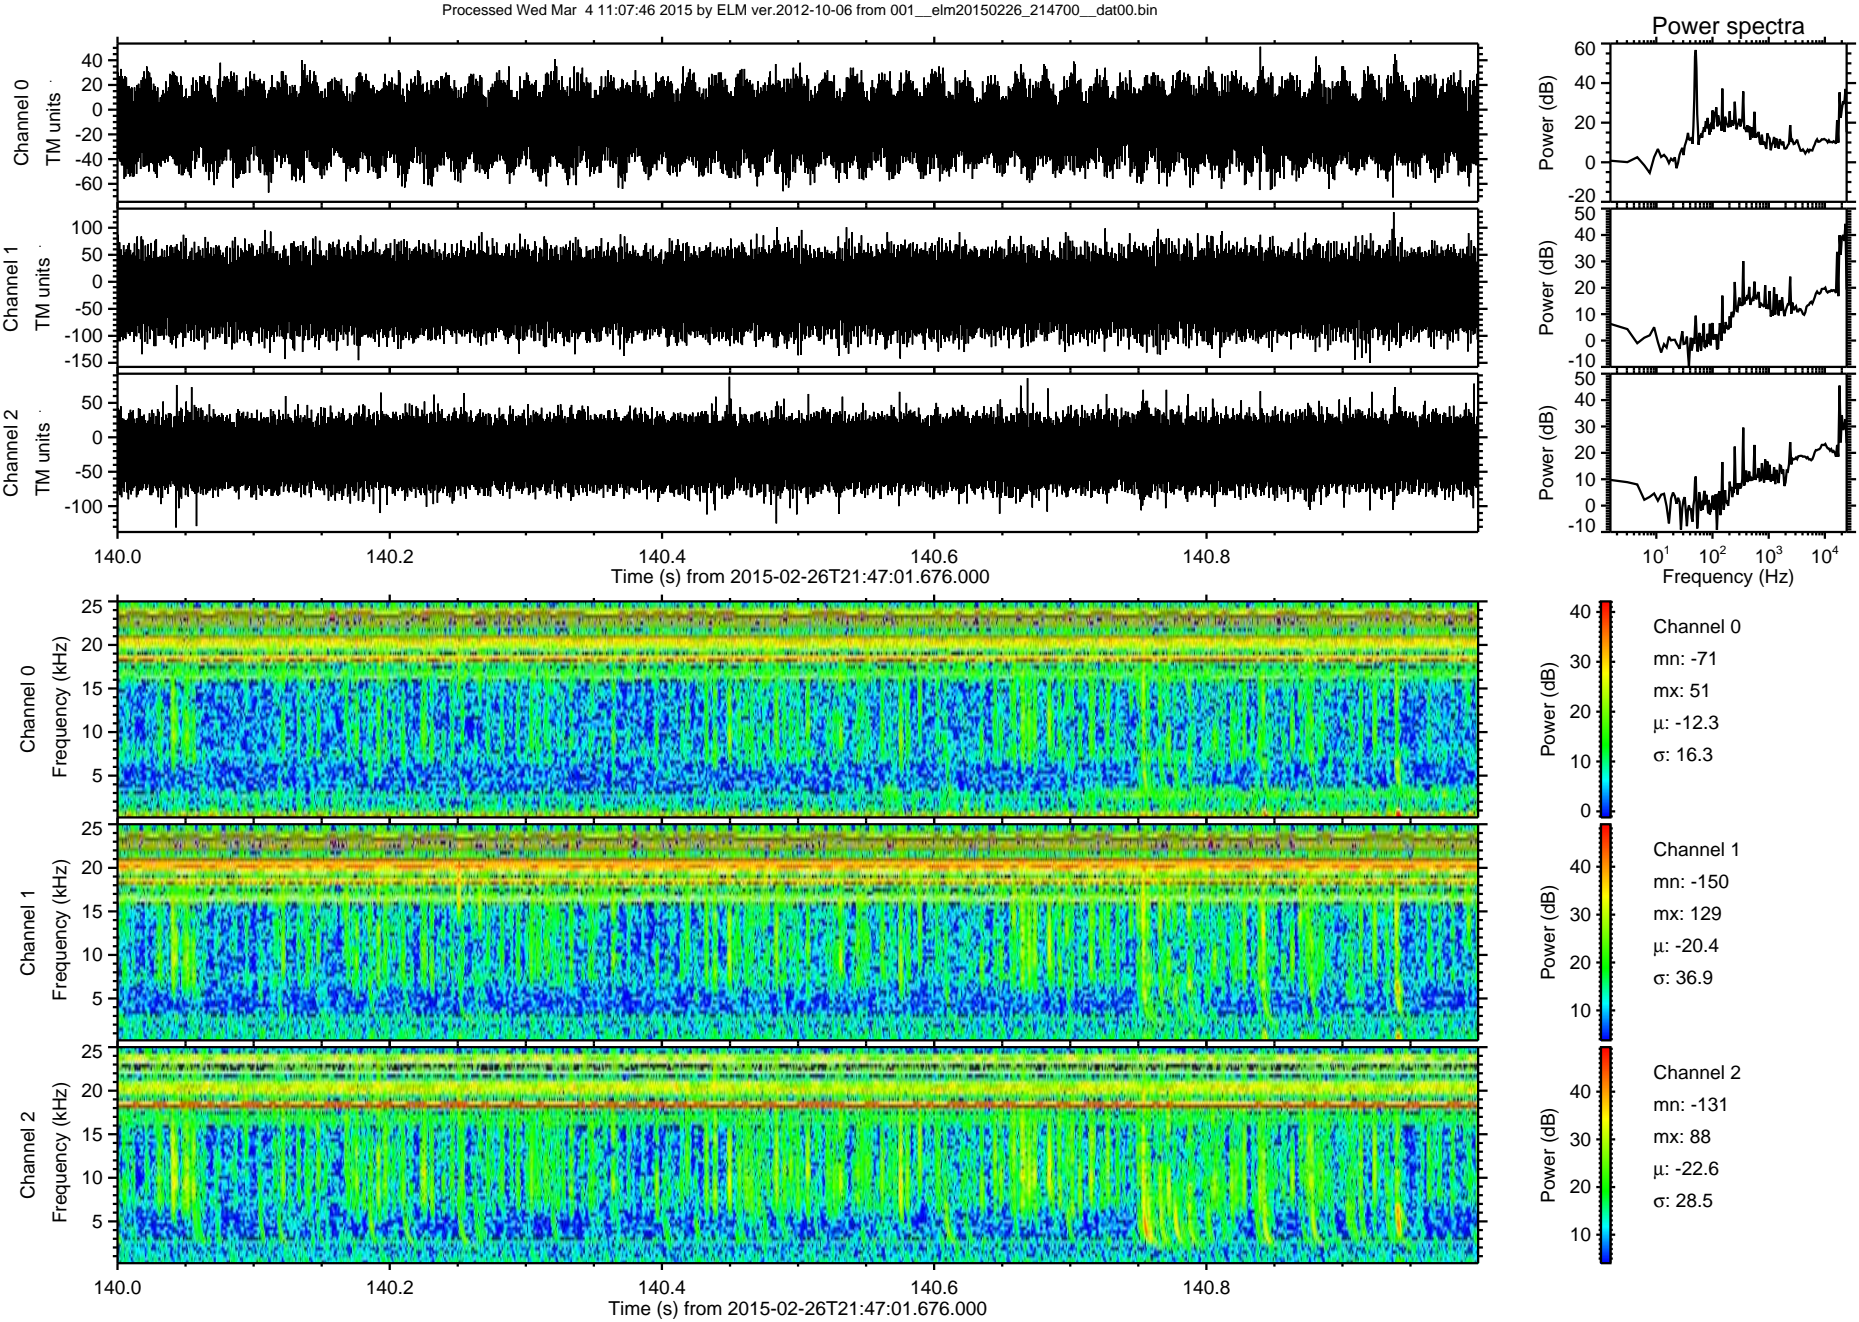 Processed Wed Mar  4 11:07:46 2015 by ELM ver.2012-10-06 from 001__elm20150226_214700__dat00.bin
Power spectra
Channel 0
TM units
40
20
0
-20
-40
-60
Power (dB)
60
40
20
0
-20
Channel 1
TM units
100
50
0
-50
-100
-150
Power (dB)
50
40
30
20
10
0
-10
Channel 2
TM units
50
0
-50
-100
Power (dB)
50
40
30
20
10
0
-10
140.0 140.2 140.4 140.6 140.8
Time (s) from 2015-02-26T21:47:01.676.000
10¹ 10² 10³ 10⁴
Frequency (Hz)
Channel 0
Frequency (kHz)
25
20
15
10
5
Power (dB)
40
30
20
10
0
Channel 0
mn: -71
mx: 51
μ: -12.3
σ: 16.3
Channel 1
Frequency (kHz)
25
20
15
10
5
Power (dB)
40
30
20
10
Channel 1
mn: -150
mx: 129
μ: -20.4
σ: 36.9
Channel 2
Frequency (kHz)
25
20
15
10
5
Power (dB)
40
30
20
10
Channel 2
mn: -131
mx: 88
μ: -22.6
σ: 28.5
140.0 140.2 140.4 140.6 140.8
Time (s) from 2015-02-26T21:47:01.676.000